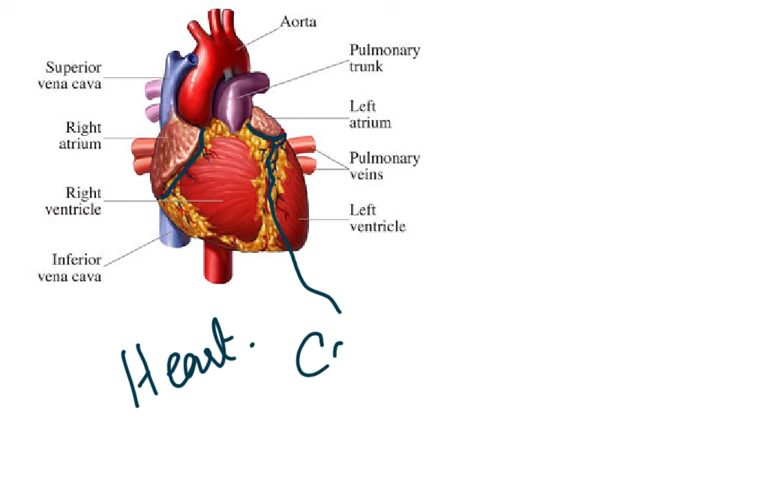 Aorta
Pulmonary
trunk
Superior
vena cava
Left
atrium
Right
atrium
Pulmonary
veins
Right
ventricle
Left
ventricle
Inferior
vena cava
Heart.
Cr